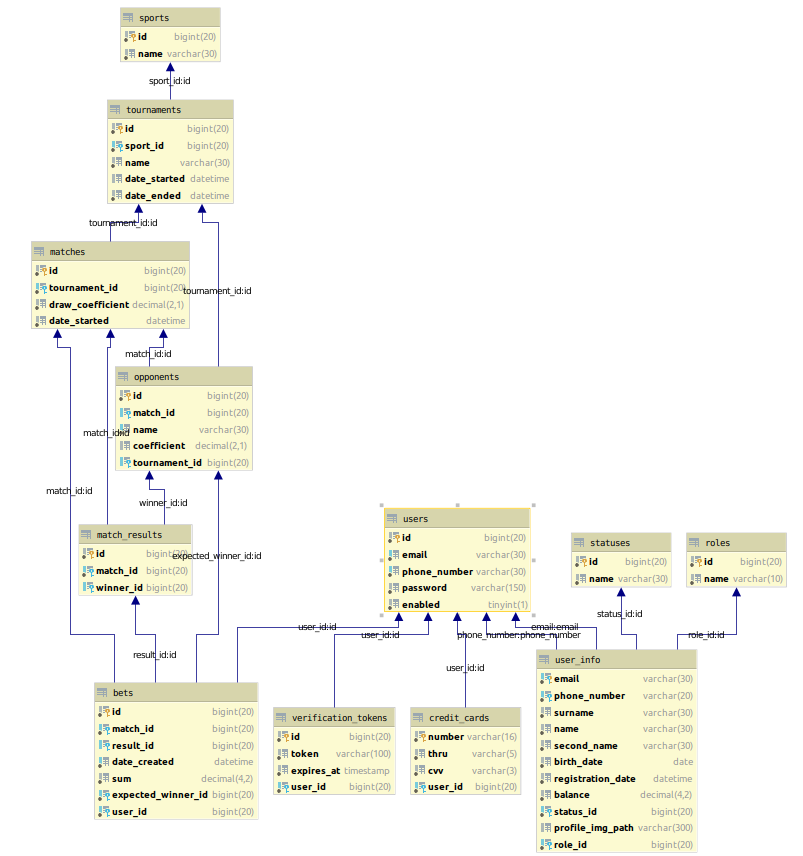 sports
id bigint(20)
name varchar(30)
sport_id:id
tournaments
id bigint(20)
sport_id bigint(20)
name varchar(30)
date_started datetime
date_ended datetime
tournament_id:id
matches
id bigint(20)
tournament_id bigint(20)
draw_coefficient decimal(2,1)
date_started datetime
tournament_id:id
match_id:id
opponents
id bigint(20)
match_id bigint(20)
name varchar(30)
coefficient decimal(2,1)
tournament_id bigint(20)
match_id:id
match_id:id
winner_id:id
match_results
id bigint(20)
match_id bigint(20)
winner_id bigint(20)
expected_winner_id:id
users
id bigint(20)
email varchar(30)
phone_number varchar(30)
password varchar(150)
enabled tinyint(1)
statuses
id bigint(20)
name varchar(30)
roles
id bigint(20)
name varchar(10)
user_id:id
user_id:id
email:email
phone_number:phone_number
status_id:id
role_id:id
result_id:id
user_id:id
bets
id bigint(20)
match_id bigint(20)
result_id bigint(20)
date_created datetime
sum decimal(4,2)
expected_winner_id bigint(20)
user_id bigint(20)
verification_tokens
id bigint(20)
token varchar(100)
expires_at timestamp
user_id bigint(20)
credit_cards
number varchar(16)
thru varchar(5)
cvv varchar(3)
user_id bigint(20)
user_info
email varchar(30)
phone_number varchar(20)
surname varchar(30)
name varchar(30)
second_name varchar(30)
birth_date date
registration_date datetime
balance decimal(4,2)
status_id bigint(20)
profile_img_path varchar(300)
role_id bigint(20)